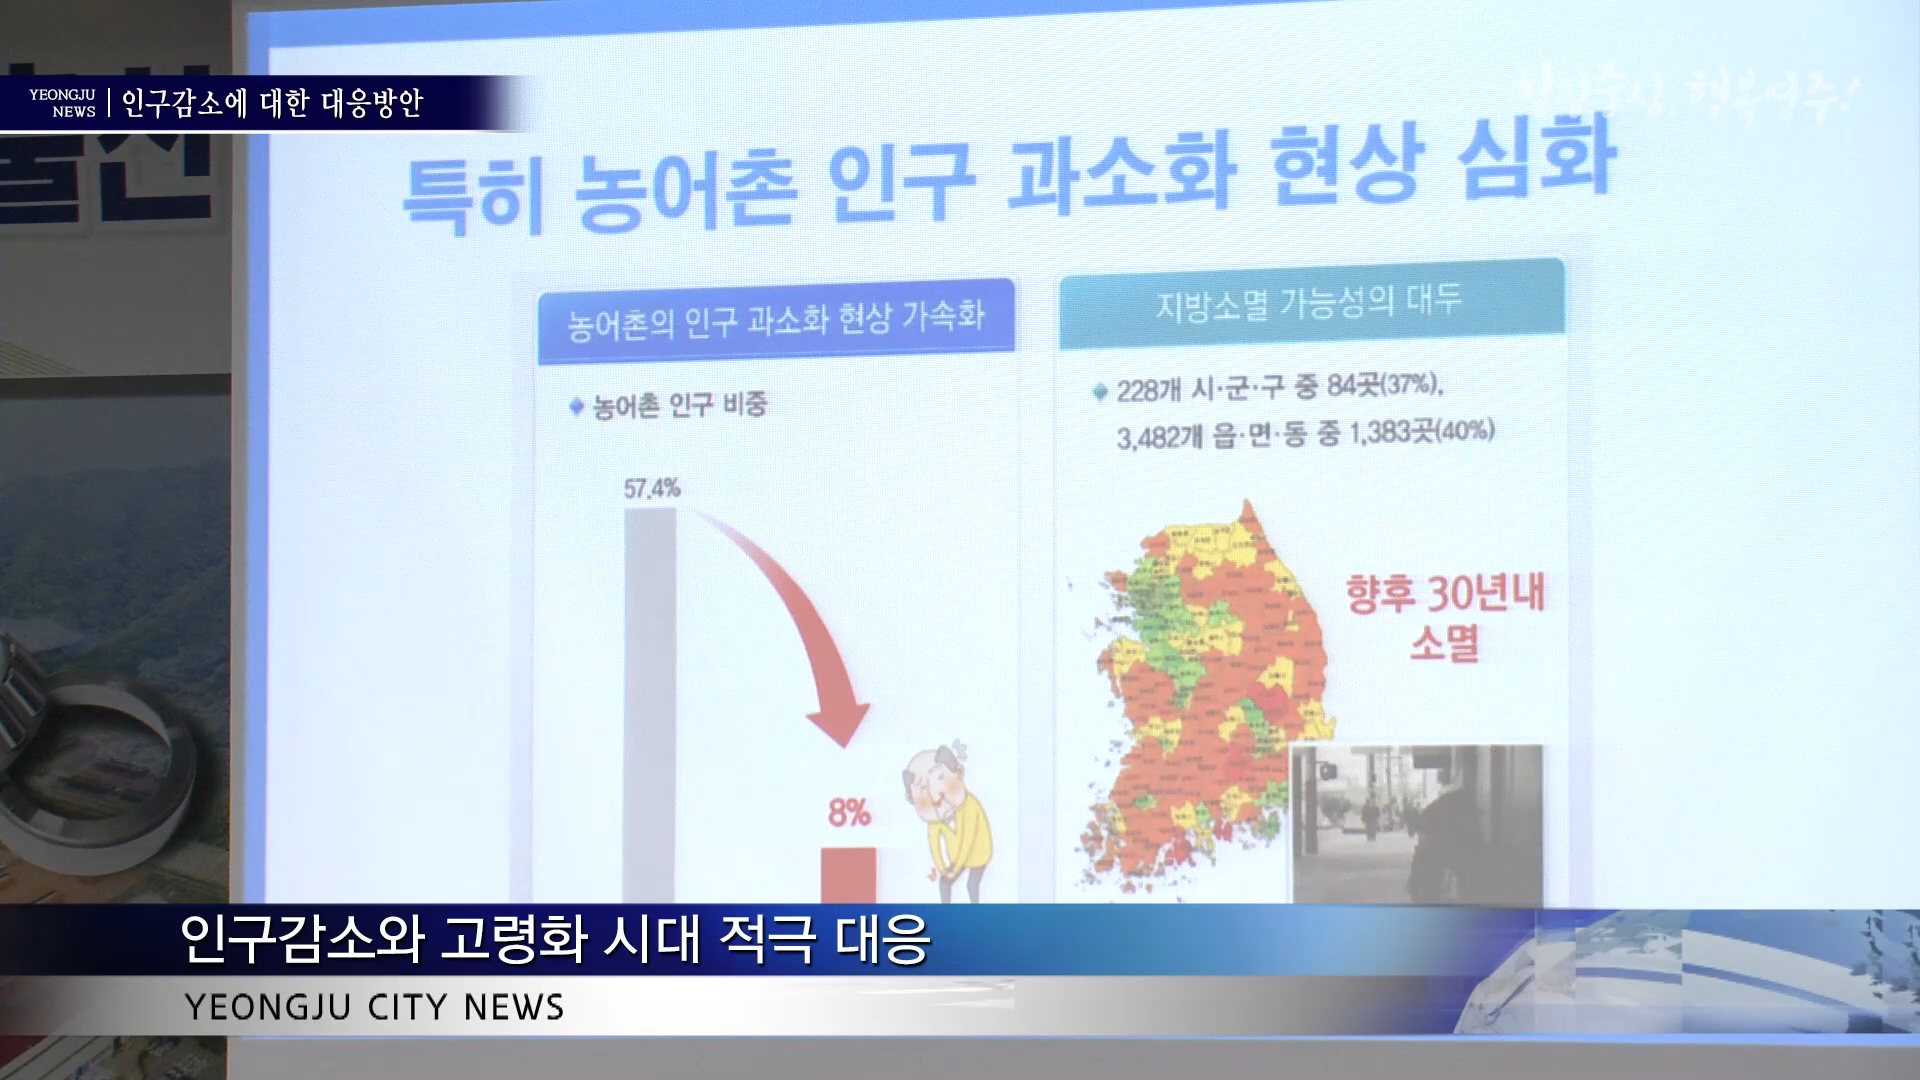 YEONGJU
NEWS
인구감소에 대한 대응방안
행복영주!
특히 농어촌 인구 과소화 현상 심화
농어촌의 인구 과소화 현상 가속화
농어촌 인구 비중
57.4%
8%
지방소멸 가능성의 대두
228개 시·군·구 중 84곳(37%),
3,482개 읍·면·동 중 1,383곳(40%)
향후 30년내
소멸
인구감소와 고령화 시대 적극 대응
YEONGJU CITY NEWS